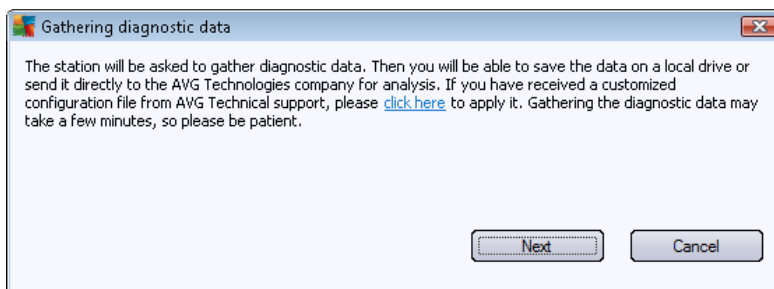 Gathering diagnostic data
The station will be asked to gather diagnostic data. Then you will be able to save the data on a local drive or
send it directly to the AVG Technologies company for analysis. If you have received a customized
configuration file from AVG Technical support, please click here to apply it. Gathering the diagnostic data may
take a few minutes, so please be patient.
Next
Cancel